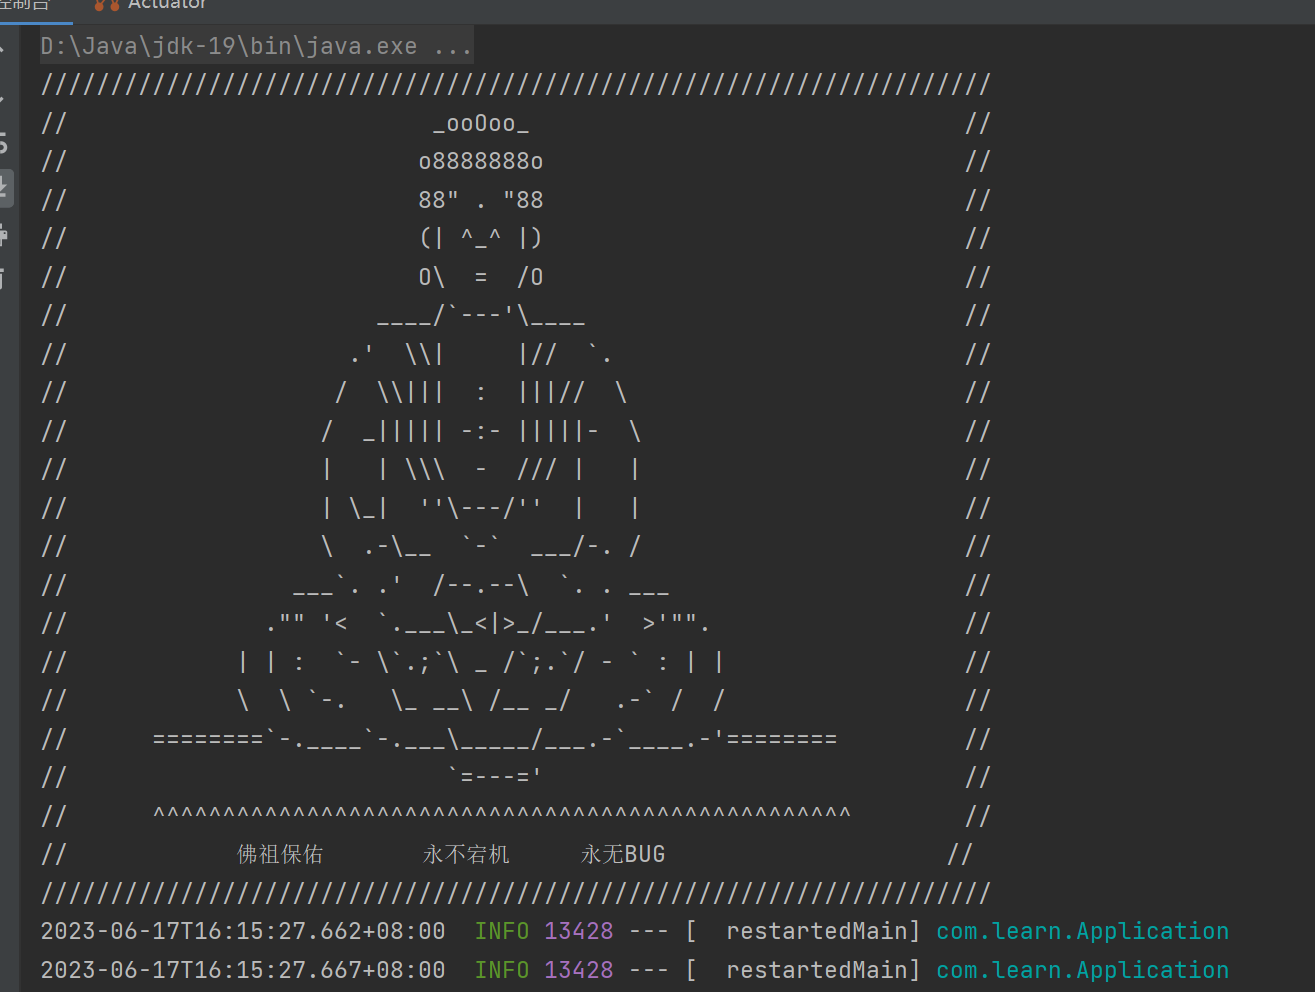 控制台 Actuator
D:\Java\jdk-19\bin\java.exe ...
////////////////////////////////////////////////////////////////////
//                          _ooOoo_                               //
//                         o8888888o                              //
//                         88" . "88                              //
//                         (| ^_^ |)                              //
//                         O\  =  /O                              //
//                      ____/`---'\____                           //
//                    .'  \\|     |//  `.                         //
//                   /  \\|||  :  |||//  \                        //
//                  /  _||||| -:- |||||-  \                       //
//                  |   | \\\  -  /// |   |                       //
//                  | \_|  ''\---/''  |   |                       //
//                  \  .-\__  `-`  ___/-. /                       //
//                ___`. .'  /--.--\  `. . ___                     //
//              ."" '<  `.___\_<|>_/___.'  >'"".                  //
//            | | :  `- \`.;`\ _ /`;.`/ - ` : | |                 //
//            \  \ `-.   \_ __\ /__ _/   .-` /  /                 //
//      ========`-.____`-.___\_____/___.-`____.-'========         //
//                           `=---='                              //
//      ^^^^^^^^^^^^^^^^^^^^^^^^^^^^^^^^^^^^^^^^^^^^^^^^^^        //
//            佛祖保佑       永不宕机     永无BUG                    //
////////////////////////////////////////////////////////////////////
2023-06-17T16:15:27.662+08:00  INFO 13428 --- [  restartedMain] com.learn.Application
2023-06-17T16:15:27.667+08:00  INFO 13428 --- [  restartedMain] com.learn.Application